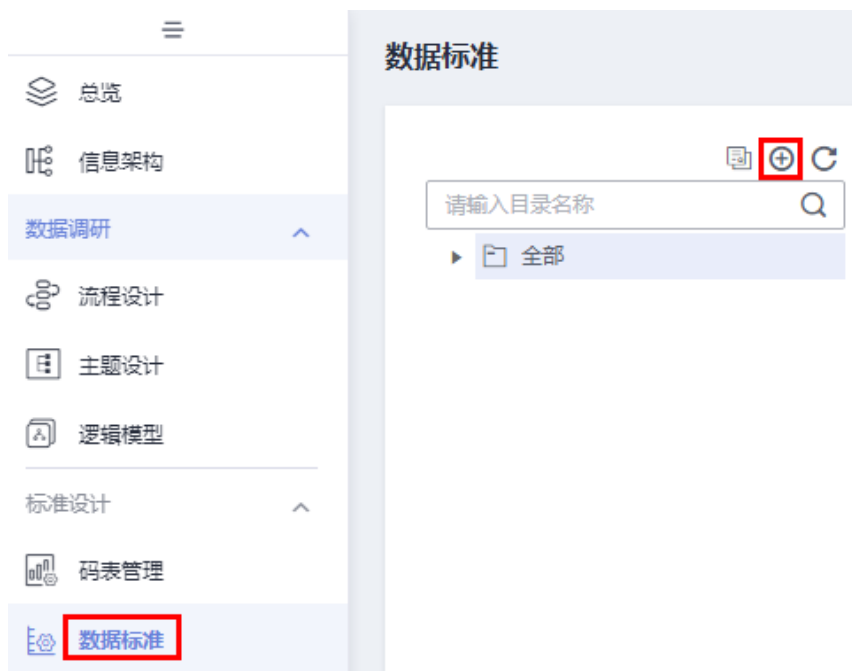 总览
信息架构
数据调研
流程设计
主题设计
逻辑模型
标准设计
码表管理
数据标准
数据标准
请输入目录名称
全部